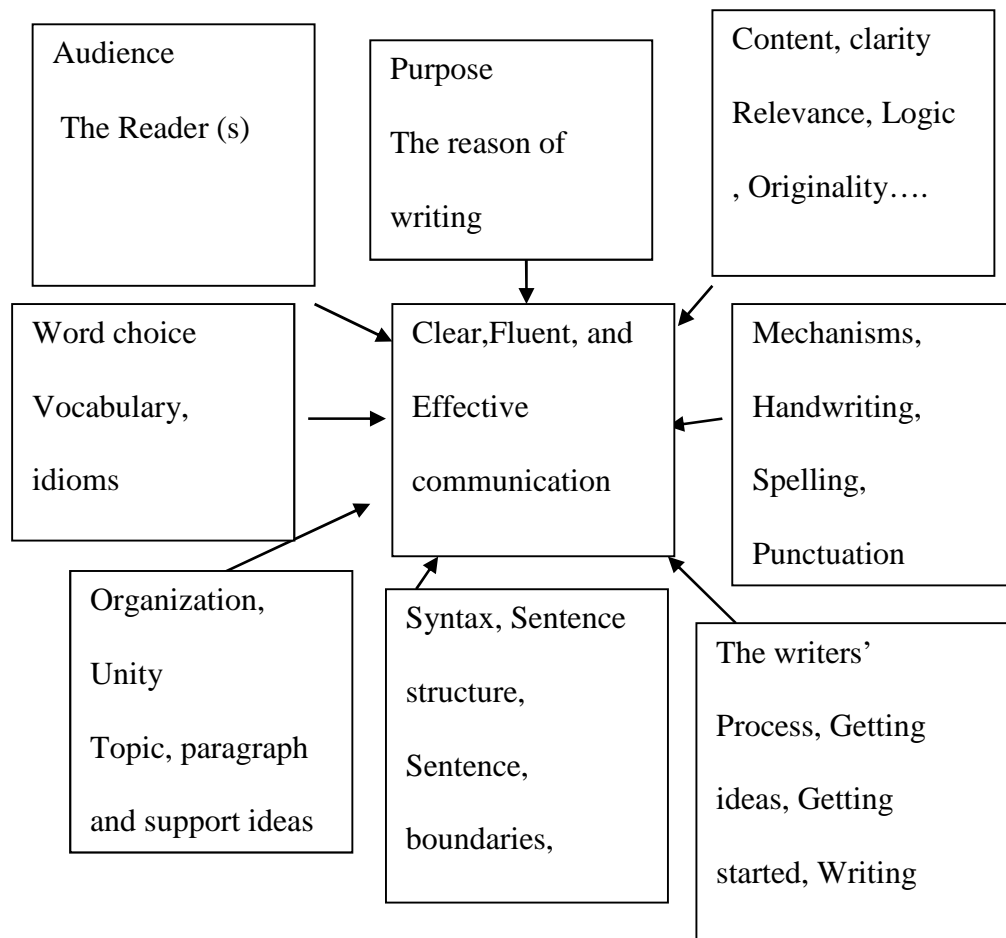 Audience
The Reader (s)
Purpose
The reason of
writing
Content, clarity
Relevance, Logic
, Originality….
Word choice
Vocabulary,
idioms
Clear,Fluent, and
Effective
communication
Mechanisms,
Handwriting,
Spelling,
Punctuation
Organization,
Unity
Topic, paragraph
and support ideas
Syntax, Sentence
structure,
Sentence,
boundaries,
The writers’
Process, Getting
ideas, Getting
started, Writing